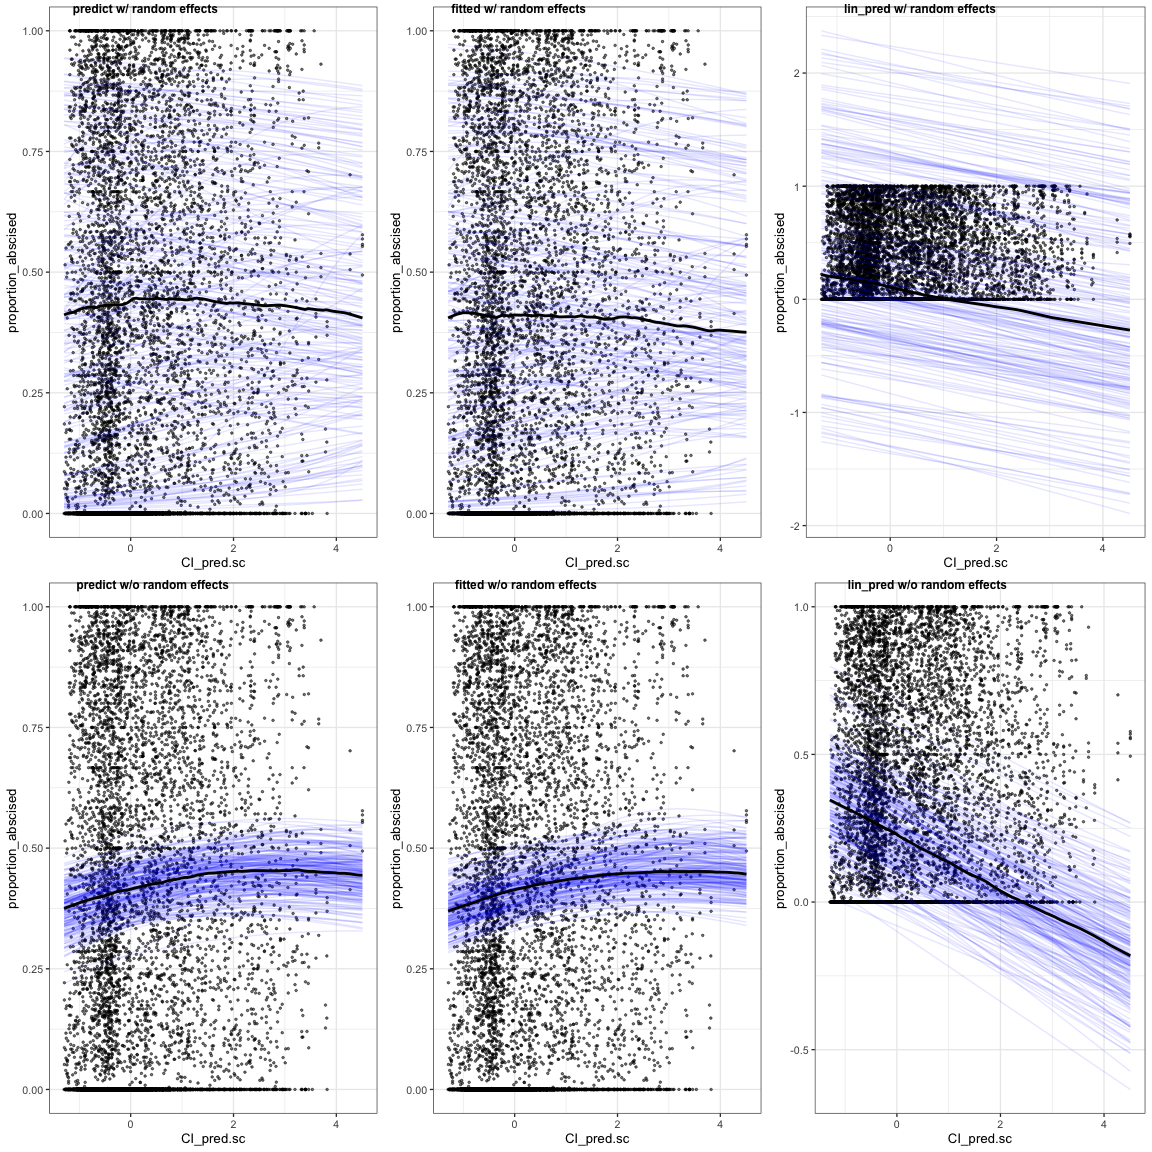 predict w/ random effects
fitted w/ random effects
lin_pred w/ random effects
proportion_abscised
1.00
0.75
0.50
0.25
0.00
0
2
4
CI_pred.sc
proportion_abscised
1.00
0.75
0.50
0.25
0.00
0
2
4
CI_pred.sc
proportion_abscised
2
1
0
-1
-2
0
2
4
CI_pred.sc
predict w/o random effects
fitted w/o random effects
lin_pred w/o random effects
proportion_abscised
1.00
0.75
0.50
0.25
0.00
0
2
4
CI_pred.sc
proportion_abscised
1.00
0.75
0.50
0.25
0.00
0
2
4
CI_pred.sc
proportion_abscised
1.0
0.5
0.0
-0.5
0
2
4
CI_pred.sc